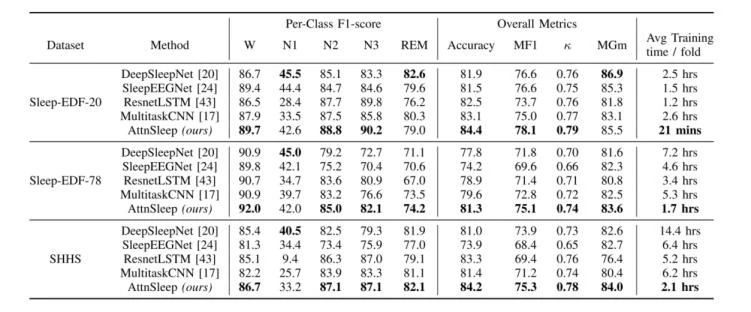 Per-Class F1-score Overall Metrics
Dataset Method W N1 N2 N3 REM Accuracy MF1 κ MGm Avg Training time / fold
DeepSleepNet [20] 86.7 45.5 85.1 83.3 82.6 81.9 76.6 0.76 86.9 2.5 hrs
SleepEEGNet [24] 89.4 44.4 84.7 84.6 79.6 81.5 76.6 0.75 85.3 1.5 hrs
Sleep-EDF-20 ResnetLSTM [43] 86.5 28.4 87.7 89.8 76.2 82.5 73.7 0.76 81.8 1.2 hrs
MultitaskCNN [17] 87.9 33.5 87.5 85.8 80.3 83.1 75.0 0.77 83.1 2.6 hrs
AttnSleep (ours) 89.7 42.6 88.8 90.2 79.0 84.4 78.1 0.79 85.5 21 mins
DeepSleepNet [20] 90.9 45.0 79.2 72.7 71.1 77.8 71.8 0.70 81.6 7.2 hrs
SleepEEGNet [24] 89.8 42.1 75.2 70.4 70.6 74.2 69.6 0.66 82.3 4.6 hrs
Sleep-EDF-78 ResnetLSTM [43] 90.7 34.7 83.6 80.9 67.0 78.9 71.4 0.71 80.8 3.4 hrs
MultitaskCNN [17] 90.9 39.7 83.2 76.6 73.5 79.6 72.8 0.72 82.5 5.3 hrs
AttnSleep (ours) 92.0 42.0 85.0 82.1 74.2 81.3 75.1 0.74 83.6 1.7 hrs
DeepSleepNet [20] 85.4 40.5 82.5 79.3 81.9 81.0 73.9 0.73 82.6 14.4 hrs
SleepEEGNet [24] 81.3 34.4 73.4 75.9 77.0 73.9 68.4 0.65 82.7 6.4 hrs
SHHS ResnetLSTM [43] 85.1 9.4 86.3 87.0 79.1 83.3 69.4 0.76 76.4 5.2 hrs
MultitaskCNN [17] 82.2 25.7 83.9 83.3 81.1 81.4 71.2 0.74 80.4 6.2 hrs
AttnSleep (ours) 86.7 33.2 87.1 87.1 82.1 84.2 75.3 0.78 84.0 2.1 hrs